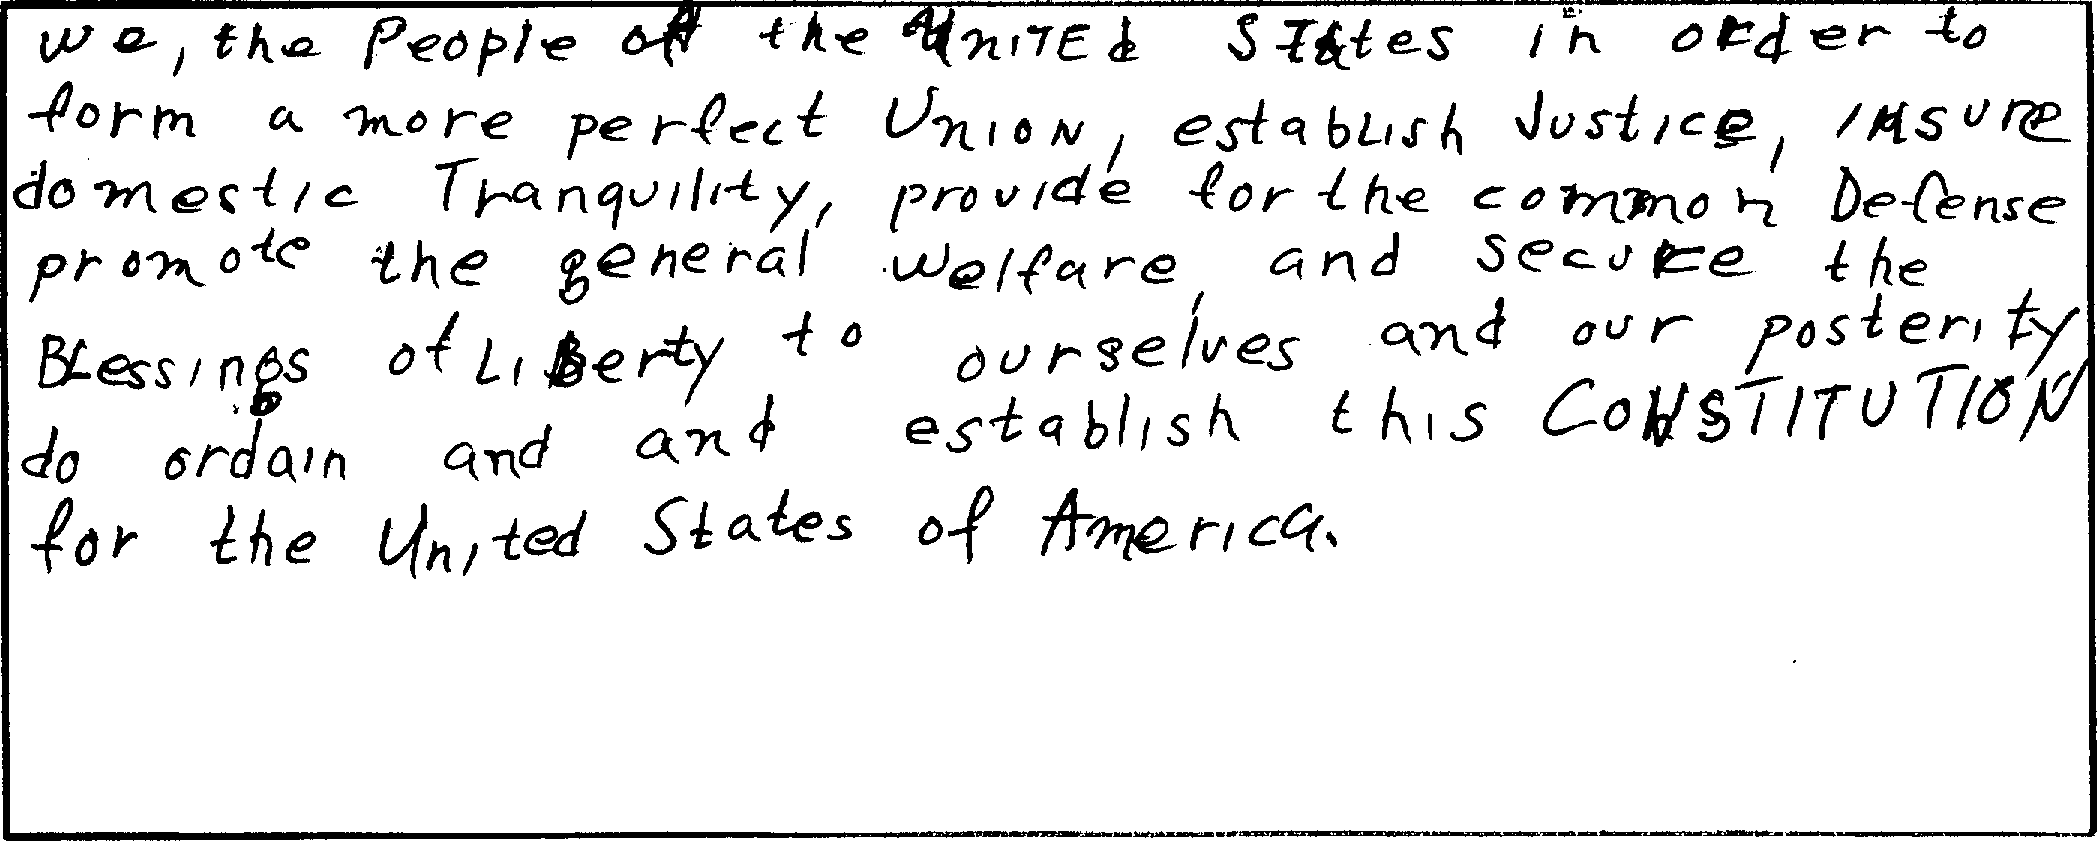 we, the People of the UNITEd STAtes in order to
form a more perfect UNION, establish Justice, INsure
domestic Tranquility, provide for the common Defense
promote the general welfare, and secure the
BLessings of LIBerty to ourselves and our posterity
do ordain and and establish this CONSTITUTION
for the United States of America.